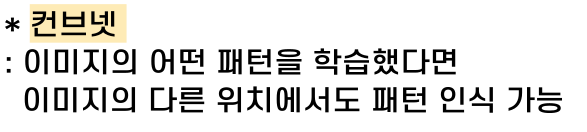 * 컨브넷
: 이미지의 어떤 패턴을 학습했다면
이미지의 다른 위치에서도 패턴 인식 가능